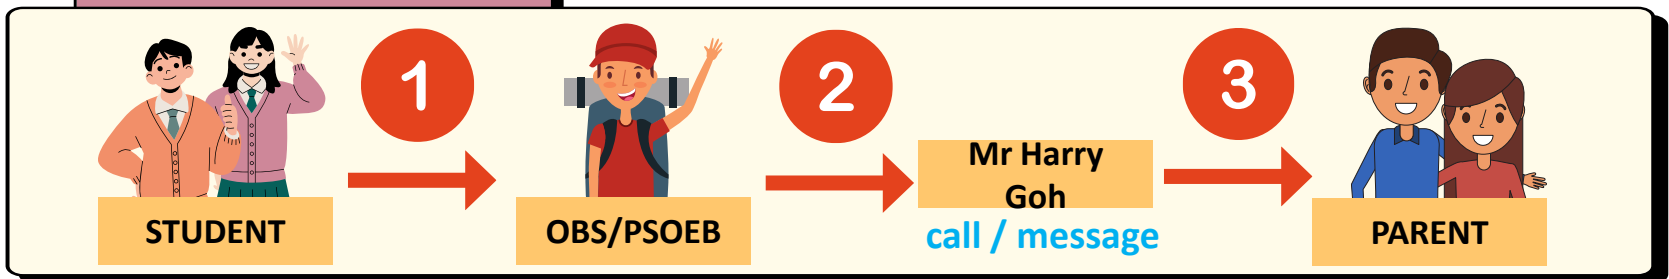 1
2
3
Mr Harry
Goh
STUDENT
OBS/PSOEB
call / message
PARENT